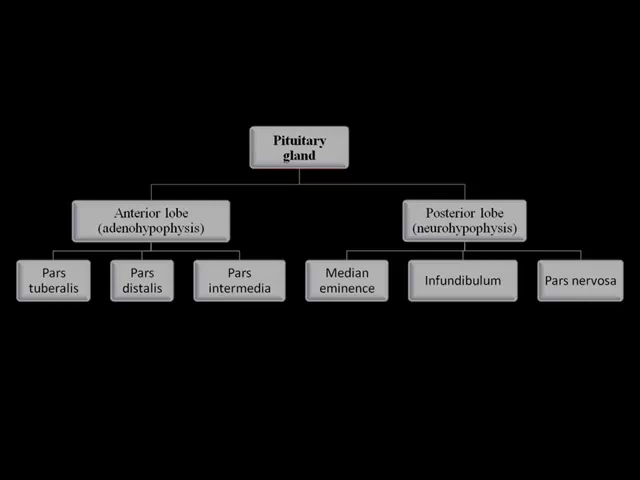 Pituitary
gland
Anterior lobe
(adenohypophysis)
Posterior lobe
(neurohypophysis)
Pars
tuberalis
Pars
distalis
Pars
intermedia
Median
eminence
Infundibulum
Pars nervosa